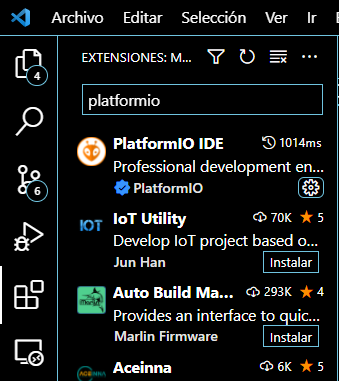 Archivo Editar Selección Ver Ir
EXTENSIONES: M...
4
platformio
PlatformIO IDE 1014ms
Professional development en...
PlatformIO
6
IOT IoT Utility 70K 5
Develop IoT project based o...
Jun Han Instalar
Auto Build Ma... 293K 4
Provides an interface to quic...
Marlin Firmware Instalar
ACEINNA Aceinna 6K 5